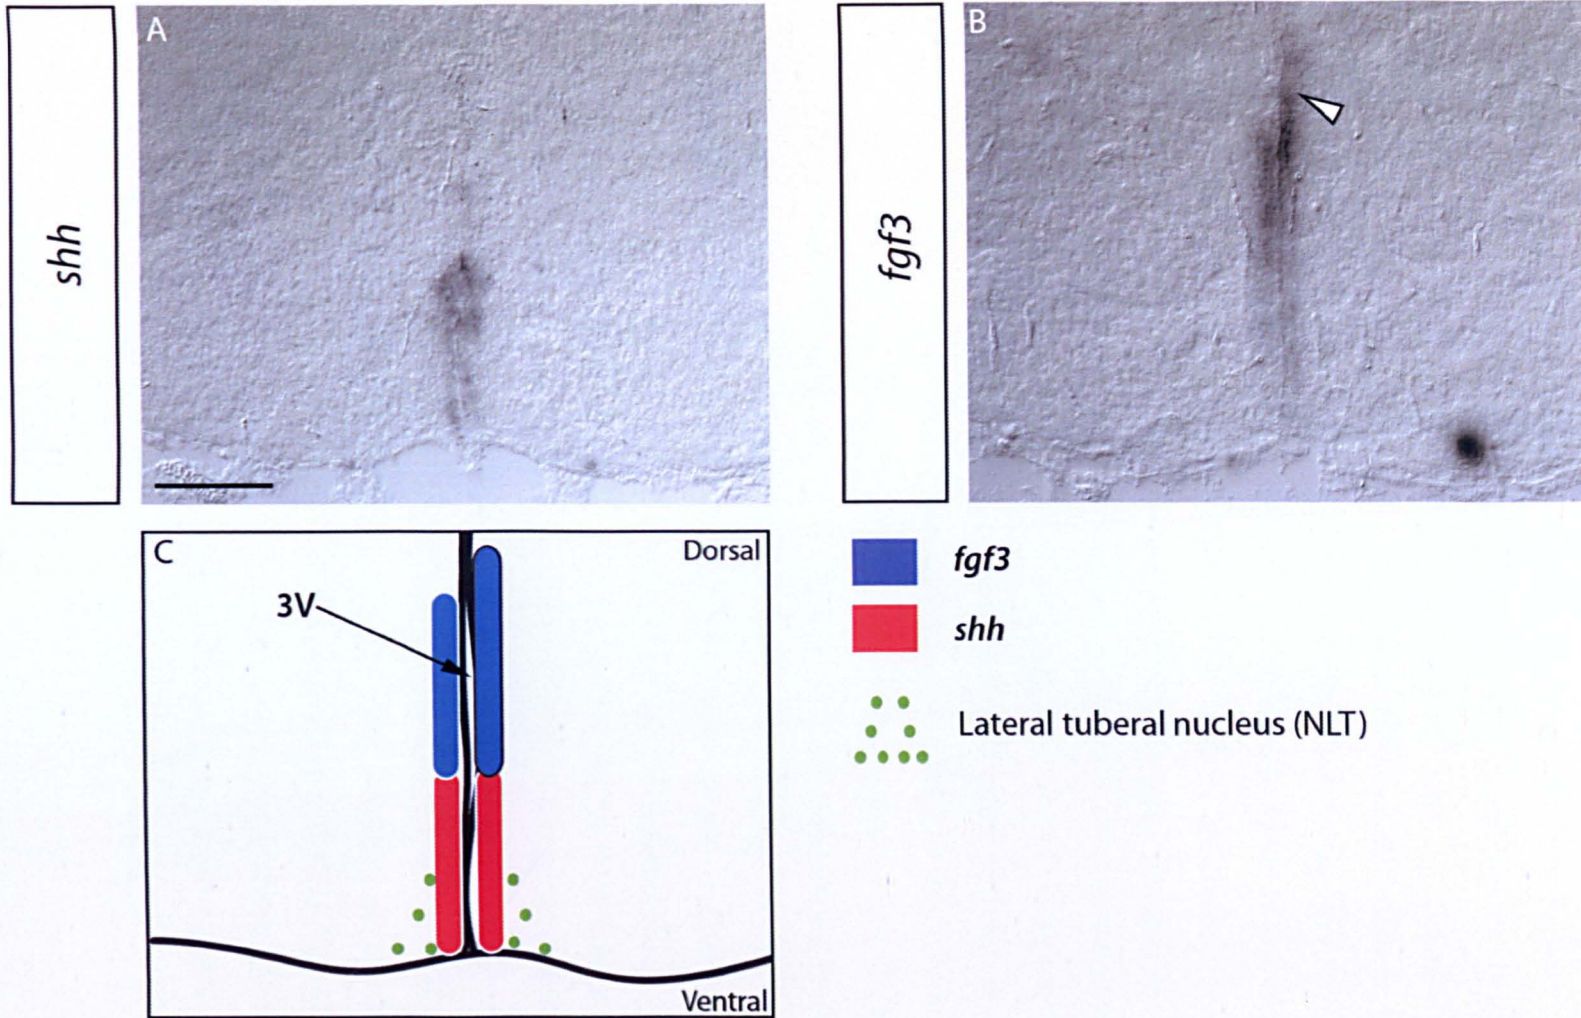 shh
A
fgf3
B
C
Dorsal
3V
Ventral
fgf3
shh
Lateral tuberal nucleus (NLT)